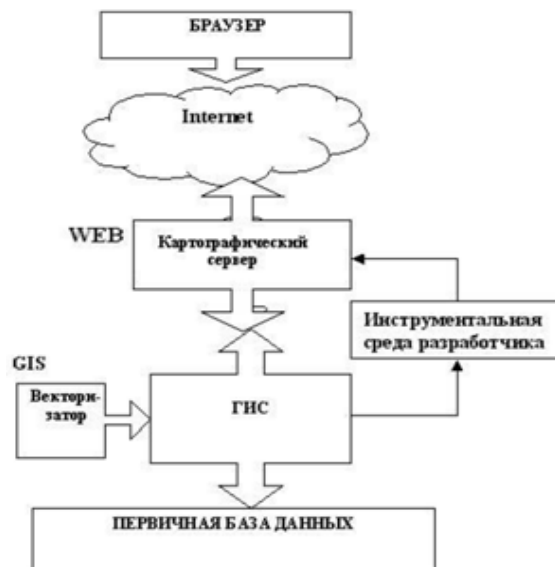 БРАУЗЕР
Internet
WEB
Картографический
сервер
Инструментальная
среда разработчика
GIS
Вектори-
затор
ГИС
ПЕРВИЧНАЯ БАЗА ДАННЫХ